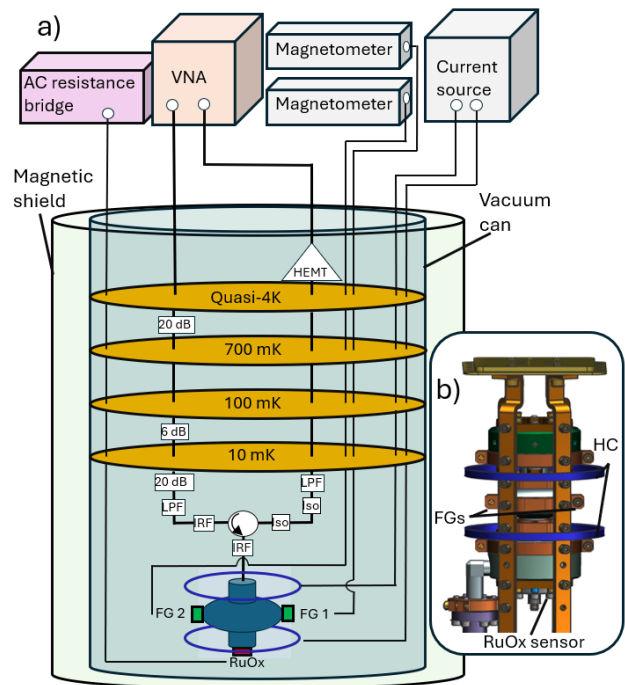 a)
AC resistance
bridge
VNA
Magnetometer
Magnetometer
Current
source
Magnetic
shield
Vacuum
can
HEMT
Quasi-4K
20 dB
700 mK
100 mK
6 dB
10 mK
20 dB
LPF
IRF
Iso
LPF
Iso
IRF
FG 2
FG 1
RuOx
b)
HC
FGs
RuOx sensor